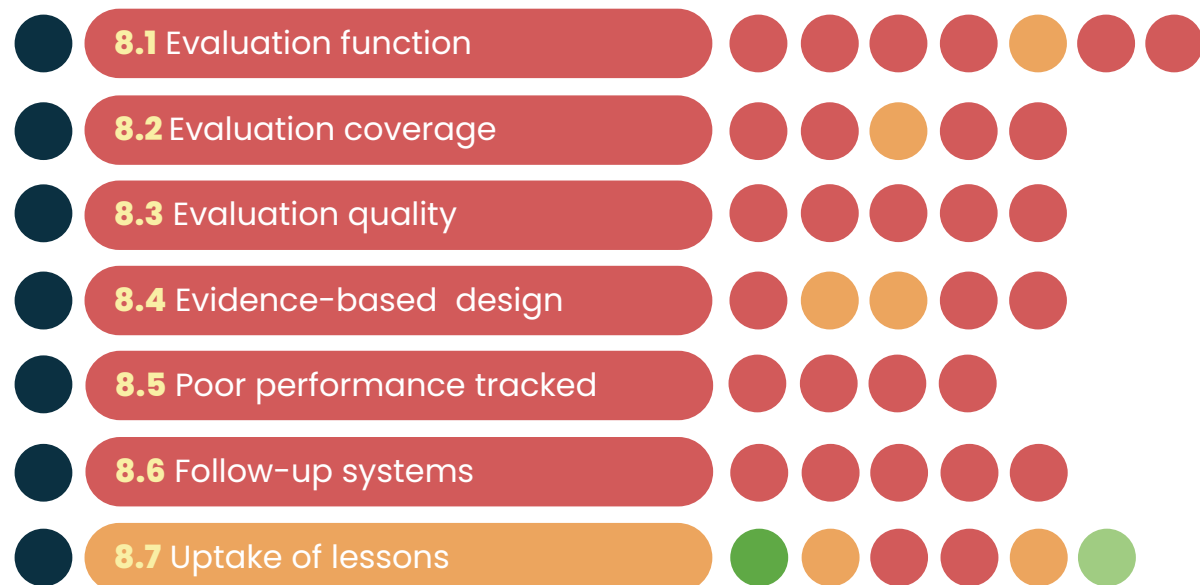 8.1 Evaluation function
8.2 Evaluation coverage
8.3 Evaluation quality
8.4 Evidence-based design
8.5 Poor performance tracked
8.6 Follow-up systems
8.7 Uptake of lessons